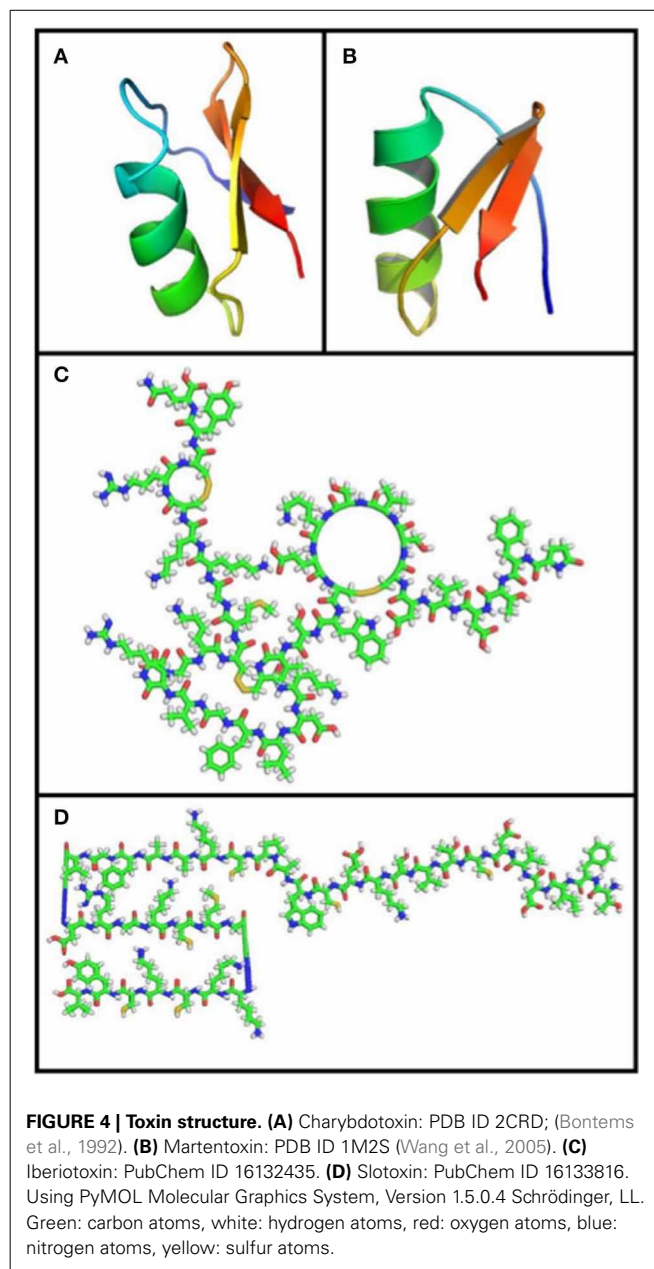 A
B
C
D
FIGURE 4 | Toxin structure. (A) Charybdotoxin: PDB ID 2CRD; (Bontems
et al., 1992). (B) Martentoxin: PDB ID 1M2S (Wang et al., 2005). (C)
Iberiotoxin: PubChem ID 16132435. (D) Slotoxin: PubChem ID 16133816.
Using PyMOL Molecular Graphics System, Version 1.5.0.4 Schrödinger, LL.
Green: carbon atoms, white: hydrogen atoms, red: oxygen atoms, blue:
nitrogen atoms, yellow: sulfur atoms.